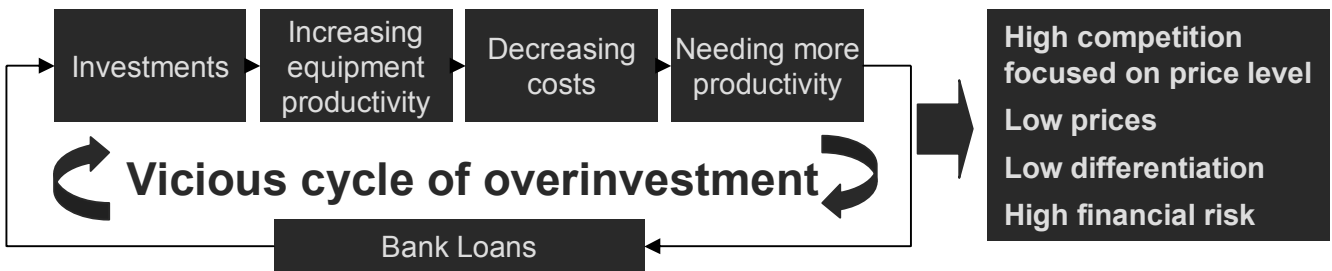 Investments
Increasing
equipment
productivity
Decreasing
costs
Needing more
productivity
Vicious cycle of overinvestment
Bank Loans
High competition
focused on price level
Low prices
Low differentiation
High financial risk